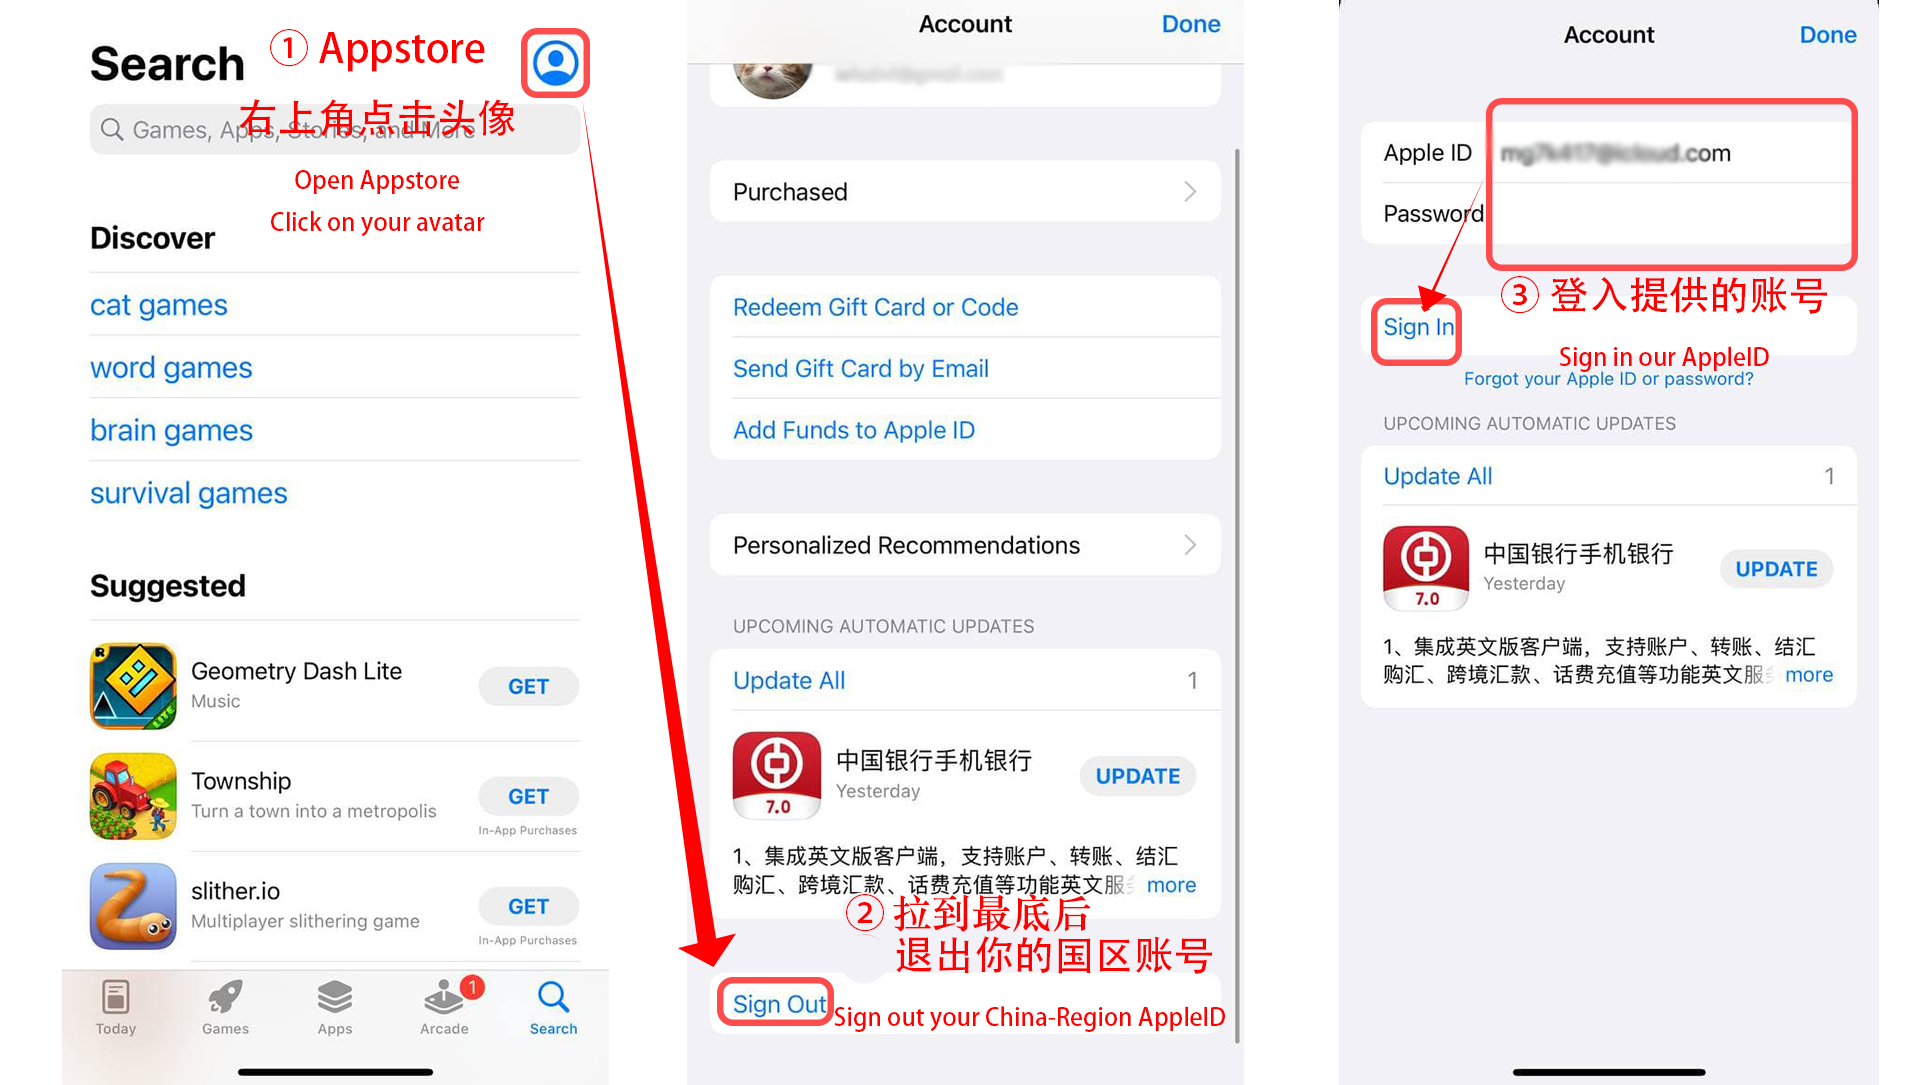 Search
① Appstore
右上角点击头像
Games, Apps, Stories, and More
Open Appstore
Click on your avatar
Discover
cat games
word games
brain games
survival games
Suggested
Geometry Dash Lite
Music
GET
R
LITE
Township
Turn a town into a metropolis
GET
In-App Purchases
slither.io
Multiplayer slithering game
GET
In-App Purchases
Today
Games
Apps
Arcade
1
Search
Account
Done
Purchased
Redeem Gift Card or Code
Send Gift Card by Email
Add Funds to Apple ID
Personalized Recommendations
UPCOMING AUTOMATIC UPDATES
Update All
1
中国银行手机银行
Yesterday
UPDATE
7.0
1、集成英文版客户端，支持账户、转账、结汇
购汇、跨境汇款、话费充值等功能英文服
more
② 拉到最底后
退出你的国区账号
Sign Out
Sign out your China-Region AppleID
Account
Done
Apple ID
Password
③ 登入提供的账号
Sign In
Sign in our AppleID
Forgot your Apple ID or password?
UPCOMING AUTOMATIC UPDATES
Update All
1
中国银行手机银行
Yesterday
UPDATE
7.0
1、集成英文版客户端，支持账户、转账、结汇
购汇、跨境汇款、话费充值等功能英文服
more